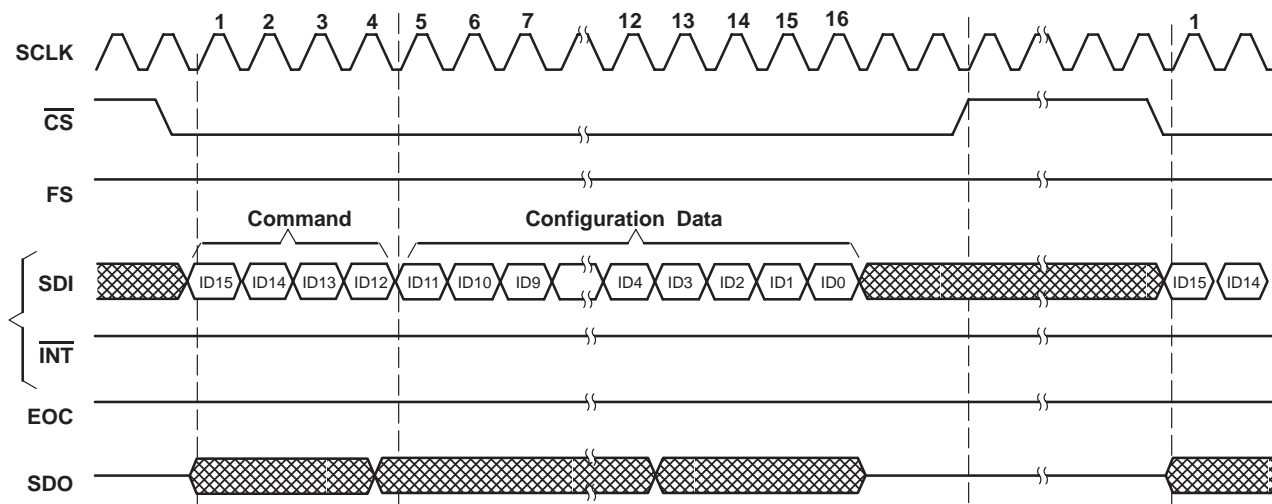 1 2 3 4 5 6 7 12 13 14 15 16 1
SCLK
CS
FS
Command Configuration Data
SDI ID15 ID14 ID13 ID12 ID11 ID10 ID9 ID4 ID3 ID2 ID1 ID0 ID15 ID14
INT
EOC
SDO